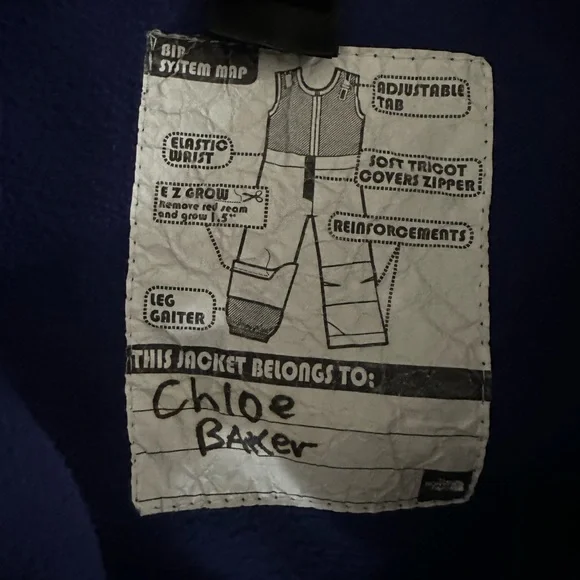 BIB
SYSTEM MAP
ADJUSTABLE
TAB
ELASTIC
WRIST
SOFT TRICOT
COVERS ZIPPER
E Z GROW
Remove red seam
and grow 1.5"
REINFORCEMENTS
LEG
GAITER
THIS JACKET BELONGS TO:
Chloe
BAKer